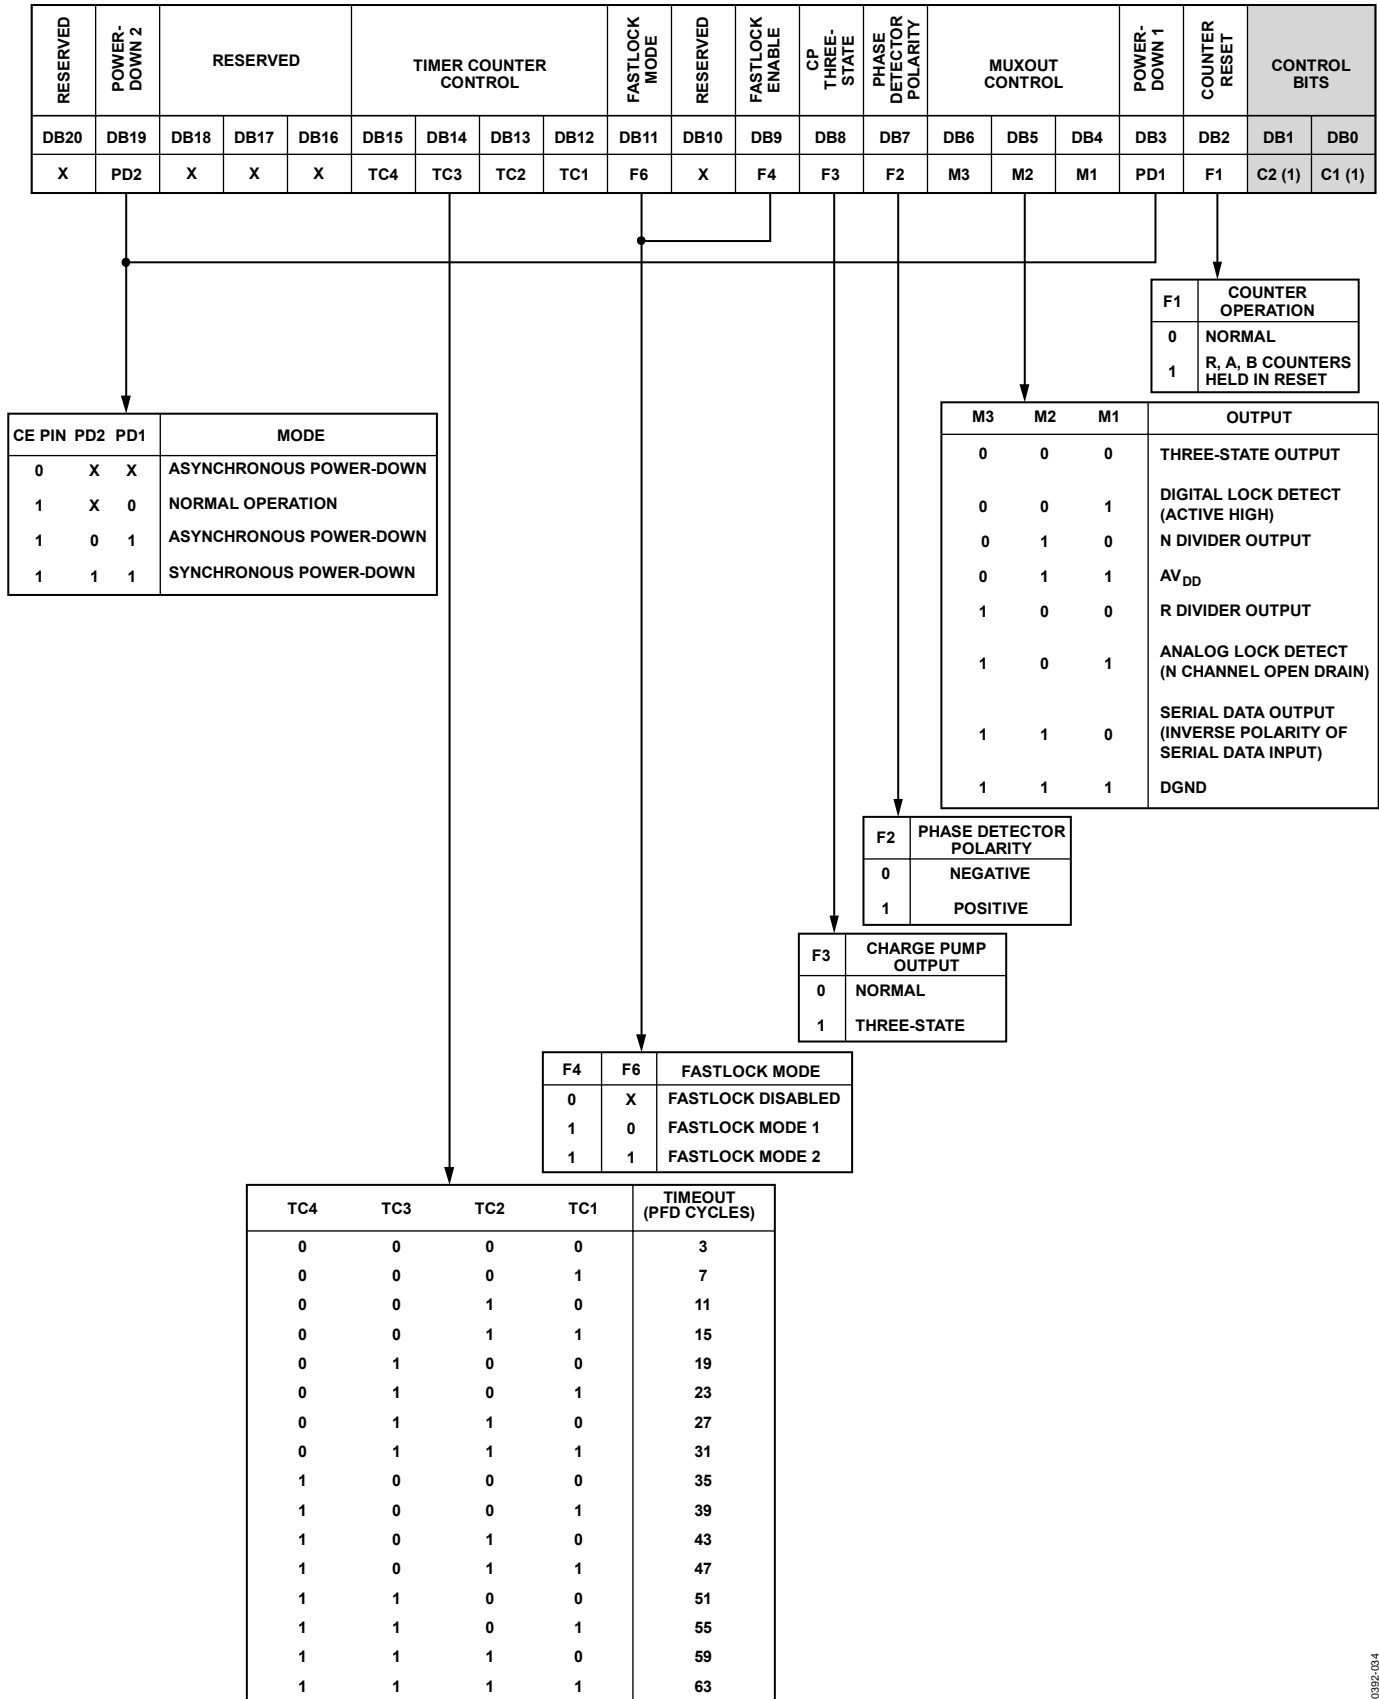 RESERVED
POWER-
DOWN 2
RESERVED
TIMER COUNTER
CONTROL
FASTLOCK
MODE
RESERVED
FASTLOCK
ENABLE
CP
THREE-
STATE
PHASE
DETECTOR
POLARITY
MUXOUT
CONTROL
POWER-
DOWN 1
COUNTER
RESET
CONTROL
BITS
DB20 DB19 DB18 DB17 DB16 DB15 DB14 DB13 DB12 DB11 DB10 DB9 DB8 DB7 DB6 DB5 DB4 DB3 DB2 DB1 DB0
X PD2 X X X TC4 TC3 TC2 TC1 F6 X F4 F3 F2 M3 M2 M1 PD1 F1 C2 (1) C1 (1)
F1 COUNTER
OPERATION
0 NORMAL
1 R, A, B COUNTERS
HELD IN RESET
CE PIN PD2 PD1 MODE
0 X X ASYNCHRONOUS POWER-DOWN
1 X 0 NORMAL OPERATION
1 0 1 ASYNCHRONOUS POWER-DOWN
1 1 1 SYNCHRONOUS POWER-DOWN
M3 M2 M1 OUTPUT
0 0 0 THREE-STATE OUTPUT
0 0 1 DIGITAL LOCK DETECT
(ACTIVE HIGH)
0 1 0 N DIVIDER OUTPUT
0 1 1 AVDD
1 0 0 R DIVIDER OUTPUT
1 0 1 ANALOG LOCK DETECT
(N CHANNEL OPEN DRAIN)
1 1 0 SERIAL DATA OUTPUT
(INVERSE POLARITY OF
SERIAL DATA INPUT)
1 1 1 DGND
F2 PHASE DETECTOR
POLARITY
0 NEGATIVE
1 POSITIVE
F3 CHARGE PUMP
OUTPUT
0 NORMAL
1 THREE-STATE
F4 F6 FASTLOCK MODE
0 X FASTLOCK DISABLED
1 0 FASTLOCK MODE 1
1 1 FASTLOCK MODE 2
TC4 TC3 TC2 TC1 TIMEOUT
(PFD CYCLES)
0 0 0 0 3
0 0 0 1 7
0 0 1 0 11
0 0 1 1 15
0 1 0 0 19
0 1 0 1 23
0 1 1 0 27
0 1 1 1 31
1 0 0 0 35
1 0 0 1 39
1 0 1 0 43
1 0 1 1 47
1 1 0 0 51
1 1 0 1 55
1 1 1 0 59
1 1 1 1 63
0392-034